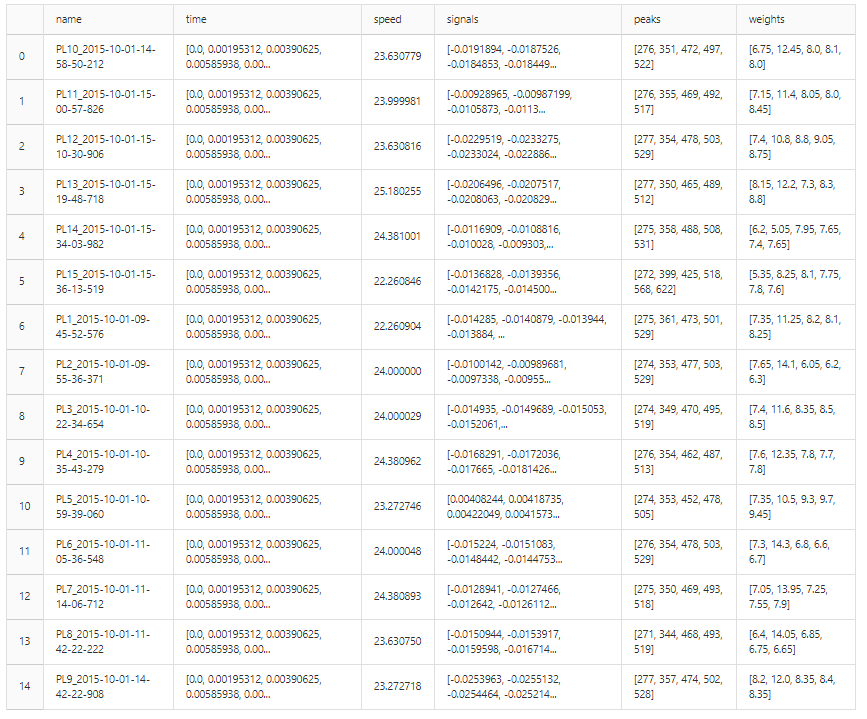 name time speed signals peaks weights
0 PL10_2015-10-01-14-58-50-212 [0.0, 0.00195312, 0.00390625, 0.00585938, 0.00... 23.630779 [-0.0191894, -0.0187526, -0.0184853, -0.018449... [276, 351, 472, 497, 522] [6.75, 12.45, 8.0, 8.1, 8.0]
1 PL11_2015-10-01-15-00-57-826 [0.0, 0.00195312, 0.00390625, 0.00585938, 0.00... 23.999981 [-0.00928965, -0.00987199, -0.0105873, -0.0113... [276, 355, 469, 492, 517] [7.15, 11.4, 8.05, 8.0, 8.45]
2 PL12_2015-10-01-15-10-30-906 [0.0, 0.00195312, 0.00390625, 0.00585938, 0.00... 23.630816 [-0.0229519, -0.0233275, -0.0233024, -0.022886... [277, 354, 478, 503, 529] [7.4, 10.8, 8.8, 9.05, 8.75]
3 PL13_2015-10-01-15-19-48-718 [0.0, 0.00195312, 0.00390625, 0.00585938, 0.00... 25.180255 [-0.0206496, -0.0207517, -0.0208063, -0.020829... [277, 350, 465, 489, 512] [8.15, 12.2, 7.3, 8.3, 8.8]
4 PL14_2015-10-01-15-34-03-982 [0.0, 0.00195312, 0.00390625, 0.00585938, 0.00... 24.381001 [-0.0116909, -0.0108816, -0.010028, -0.009303,... [275, 358, 488, 508, 531] [6.2, 5.05, 7.95, 7.65, 7.4, 7.65]
5 PL15_2015-10-01-15-36-13-519 [0.0, 0.00195312, 0.00390625, 0.00585938, 0.00... 22.260846 [-0.0136828, -0.0139356, -0.0142175, -0.014500... [272, 399, 425, 518, 568, 622] [5.35, 8.25, 8.1, 7.75, 7.8, 7.6]
6 PL1_2015-10-01-09-45-52-576 [0.0, 0.00195312, 0.00390625, 0.00585938, 0.00... 22.260904 [-0.014285, -0.0140879, -0.013944, -0.013884, ... [275, 361, 473, 501, 529] [7.35, 11.25, 8.2, 8.1, 8.25]
7 PL2_2015-10-01-09-55-36-371 [0.0, 0.00195312, 0.00390625, 0.00585938, 0.00... 24.000000 [-0.0100142, -0.00989681, -0.0097338, -0.00955... [274, 353, 477, 503, 529] [7.65, 14.1, 6.05, 6.2, 6.3]
8 PL3_2015-10-01-10-22-34-654 [0.0, 0.00195312, 0.00390625, 0.00585938, 0.00... 24.000029 [-0.014935, -0.0149689, -0.015053, -0.0152061,... [274, 349, 470, 495, 519] [7.4, 11.6, 8.35, 8.5, 8.5]
9 PL4_2015-10-01-10-35-43-279 [0.0, 0.00195312, 0.00390625, 0.00585938, 0.00... 24.380962 [-0.0168291, -0.0172036, -0.017665, -0.0181426... [276, 354, 462, 487, 513] [7.6, 12.35, 7.8, 7.7, 7.8]
10 PL5_2015-10-01-10-59-39-060 [0.0, 0.00195312, 0.00390625, 0.00585938, 0.00... 23.272746 [0.00408244, 0.00418735, 0.00422049, 0.0041573... [274, 353, 452, 478, 505] [7.35, 10.5, 9.3, 9.7, 9.45]
11 PL6_2015-10-01-11-05-36-548 [0.0, 0.00195312, 0.00390625, 0.00585938, 0.00... 24.000048 [-0.015224, -0.0151083, -0.0148442, -0.0144753... [276, 354, 478, 503, 529] [7.3, 14.3, 6.8, 6.6, 6.7]
12 PL7_2015-10-01-11-14-06-712 [0.0, 0.00195312, 0.00390625, 0.00585938, 0.00... 24.380893 [-0.0128941, -0.0127466, -0.012642, -0.0126112... [275, 350, 469, 493, 518] [7.05, 13.95, 7.25, 7.55, 7.9]
13 PL8_2015-10-01-11-42-22-222 [0.0, 0.00195312, 0.00390625, 0.00585938, 0.00... 23.630750 [-0.0150944, -0.0153917, -0.0159598, -0.016714... [271, 344, 468, 493, 519] [6.4, 14.05, 6.85, 6.75, 6.65]
14 PL9_2015-10-01-14-42-22-908 [0.0, 0.00195312, 0.00390625, 0.00585938, 0.00... 23.272718 [-0.0253963, -0.0255132, -0.0254464, -0.025214... [277, 357, 474, 502, 528] [8.2, 12.0, 8.35, 8.4, 8.35]